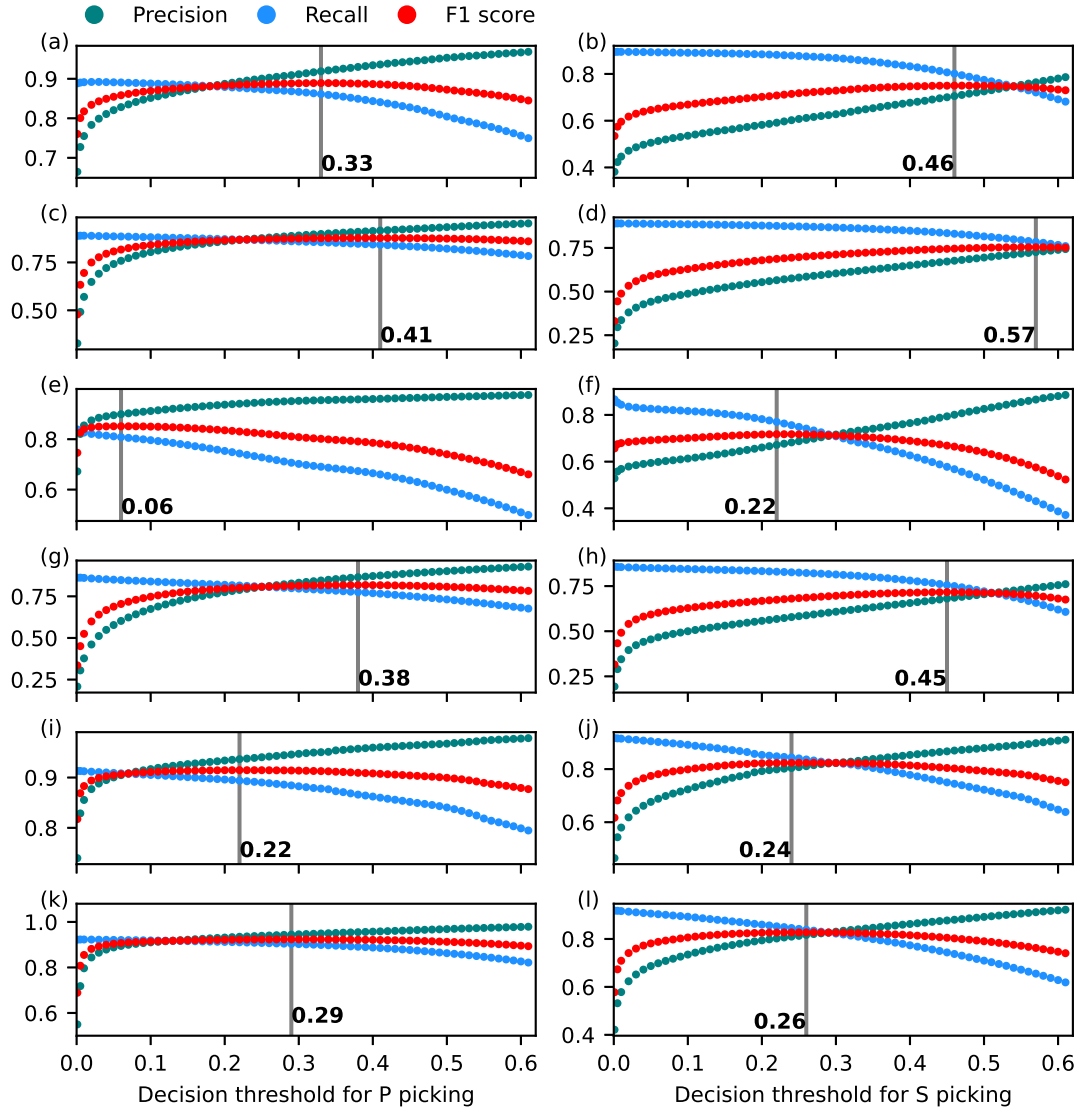 Precision Recall F1 score
(a) (b)
0.9 0.8
0.8 0.6
0.7 0.4
0.33 0.46
(c) (d)
0.75 0.75
0.50 0.50
0.25
0.41 0.57
(e) (f)
0.8 0.8
0.6 0.6
0.4
0.06 0.22
(g) (h)
0.75 0.75
0.50 0.50
0.25 0.25
0.38 0.45
(i) (j)
0.9 0.8
0.8 0.6
0.22 0.24
(k) (l)
1.0 0.8
0.8 0.6
0.6 0.4
0.29 0.26
0.0 0.1 0.2 0.3 0.4 0.5 0.6 0.0 0.1 0.2 0.3 0.4 0.5 0.6
Decision threshold for P picking Decision threshold for S picking